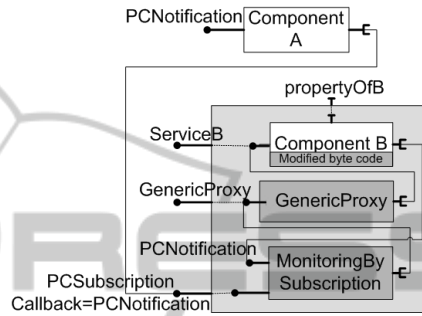 PCNotification
Component
A
propertyOfB
ServiceB
Component B
Modified byte code
GenericProxy
GenericProxy
PCNotification
MonitoringBy
Subscription
PCSubscription
Callback=PCNotification